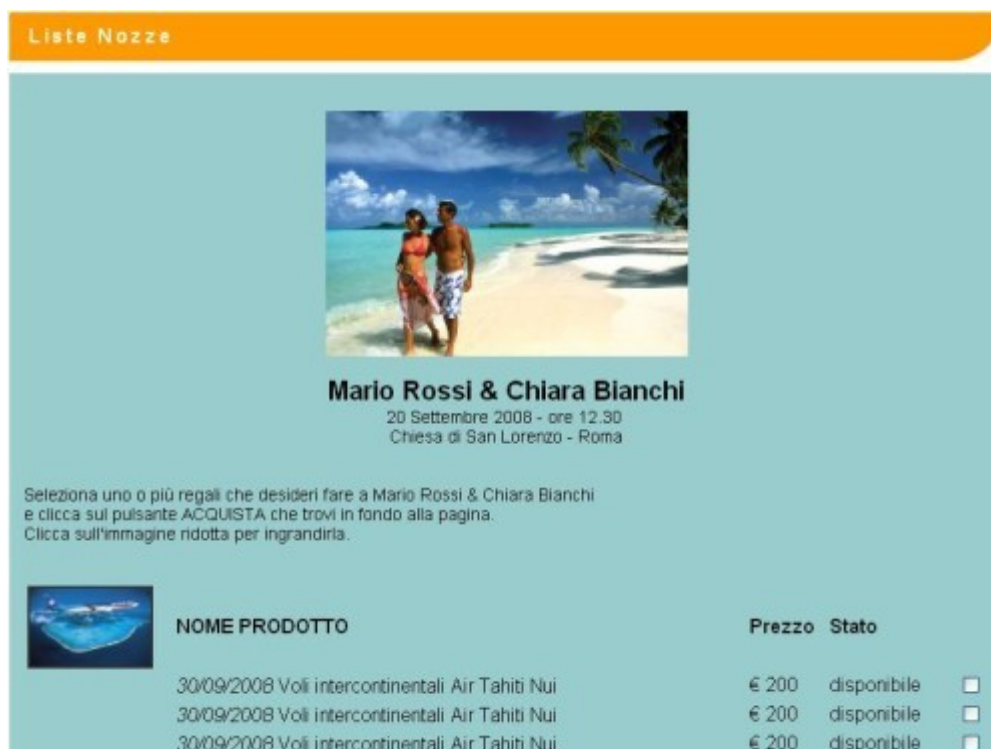 Liste Nozze
Mario Rossi & Chiara Bianchi
20 Settembre 2008 - ore 12.30
Chiesa di San Lorenzo - Roma
Seleziona uno o più regali che desideri fare a Mario Rossi & Chiara Bianchi
e clicca sul pulsante ACQUISTA che trovi in fondo alla pagina.
Clicca sull'immagine ridotta per ingrandirla.
NOME PRODOTTO Prezzo Stato
30/09/2008 Voli intercontinentali Air Tahiti Nui € 200 disponibile
30/09/2008 Voli intercontinentali Air Tahiti Nui € 200 disponibile
30/09/2008 Voli intercontinentali Air Tahiti Nui € 200 disponibile